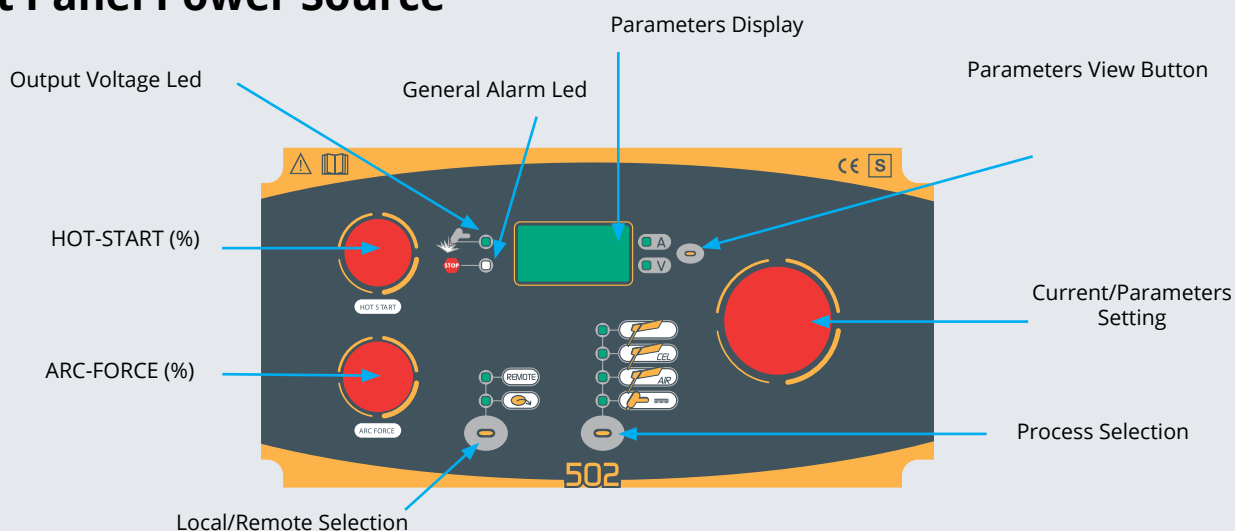 t Panel Power Source
Parameters Display
Output Voltage Led
General Alarm Led
Parameters View Button
CE S
HOT-START (%)
STOP
A
V
HOT START
Current/Parameters
Setting
CEL
ARC-FORCE (%)
REMOTE
AIR
ARC FORCE
Process Selection
502
Local/Remote Selection